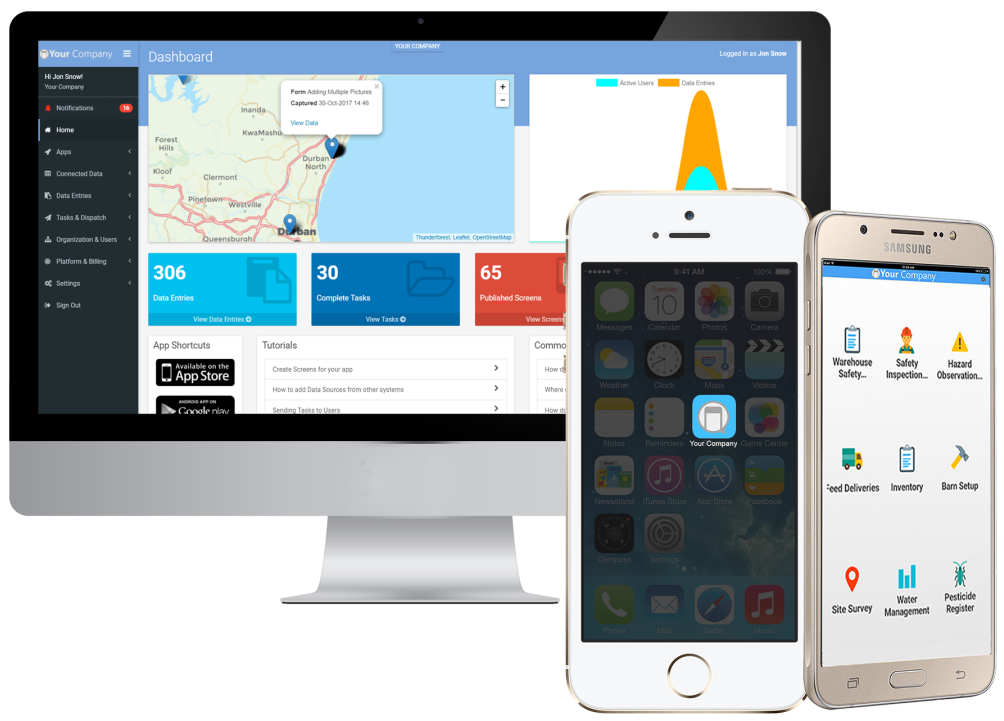 Your Company
Dashboard
YOUR COMPANY
Logged in as Jon Snow
Hi Jon Snow!
Your Company
Notifications 16
Home
Apps
Connected Data
Data Entries
Tasks & Dispatch
Organization & Users
Platform & Billing
Settings
Sign Out
Form Adding Multiple Pictures
Captured 30-Oct-2017 14:46
View Data
×
+
−
Inanda
KwaMashu
Forest
Hills
Durban
North
Kloof
Clermont
Pinetown
Westville
Durban
Queensburgh
Thunderforest, Leaflet, OpenStreetMap
Active Users
Data Entries
306
Data Entries
View Data Entries
30
Complete Tasks
View Tasks
65
Published Screens
View Screens
App Shortcuts
Available on the
App Store
ANDROID APP ON
Google play
Tutorials
Create Screens for your app
How to add Data Sources from other systems
Sending Tasks to Users
Commo
How d
Where
How do
9:41 AM
100%
Tuesday
10
Messages
Calendar
Photos
Camera
Weather
Clock
Maps
Videos
Notes
Reminders
Your Company
Game Center
Newsstand
iTunes Store
App Store
Passbook
Compass
Settings
Phone
Mail
Safari
Music
SAMSUNG
Your Company
Warehouse
Safety...
Safety
Inspection...
Hazard
Observation...
Feed Deliveries
Inventory
Barn Setup
Site Survey
Water
Management
Pesticide
Register